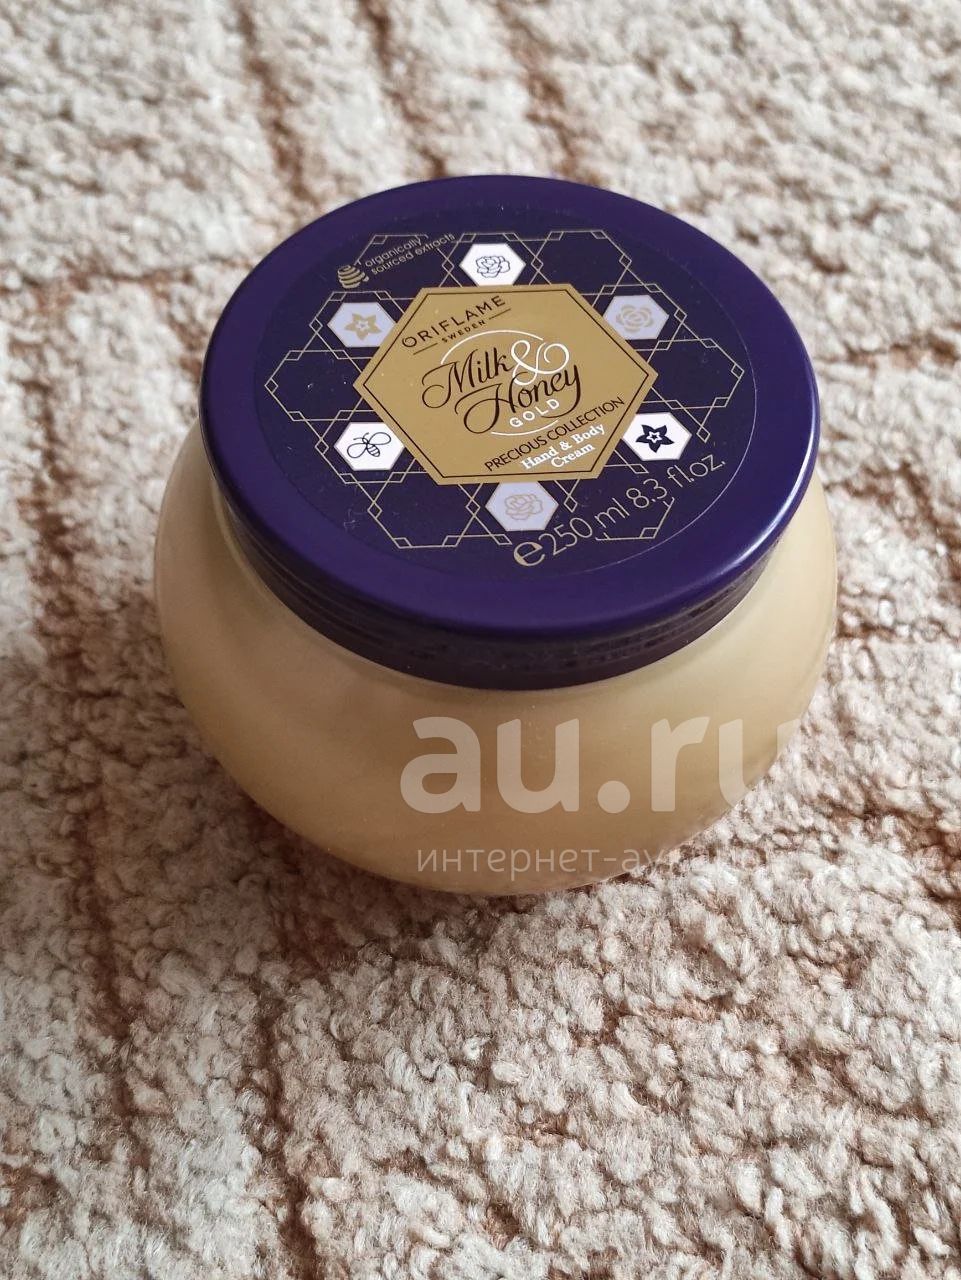 organically
sourced extracts
ORIFLAME
SWEDEN
Milk &
Honey
GOLD
PRECIOUS COLLECTION
Hand & Body
Cream
e 250 ml 8.3 fl oz.
au.ru
интернет-аукцион